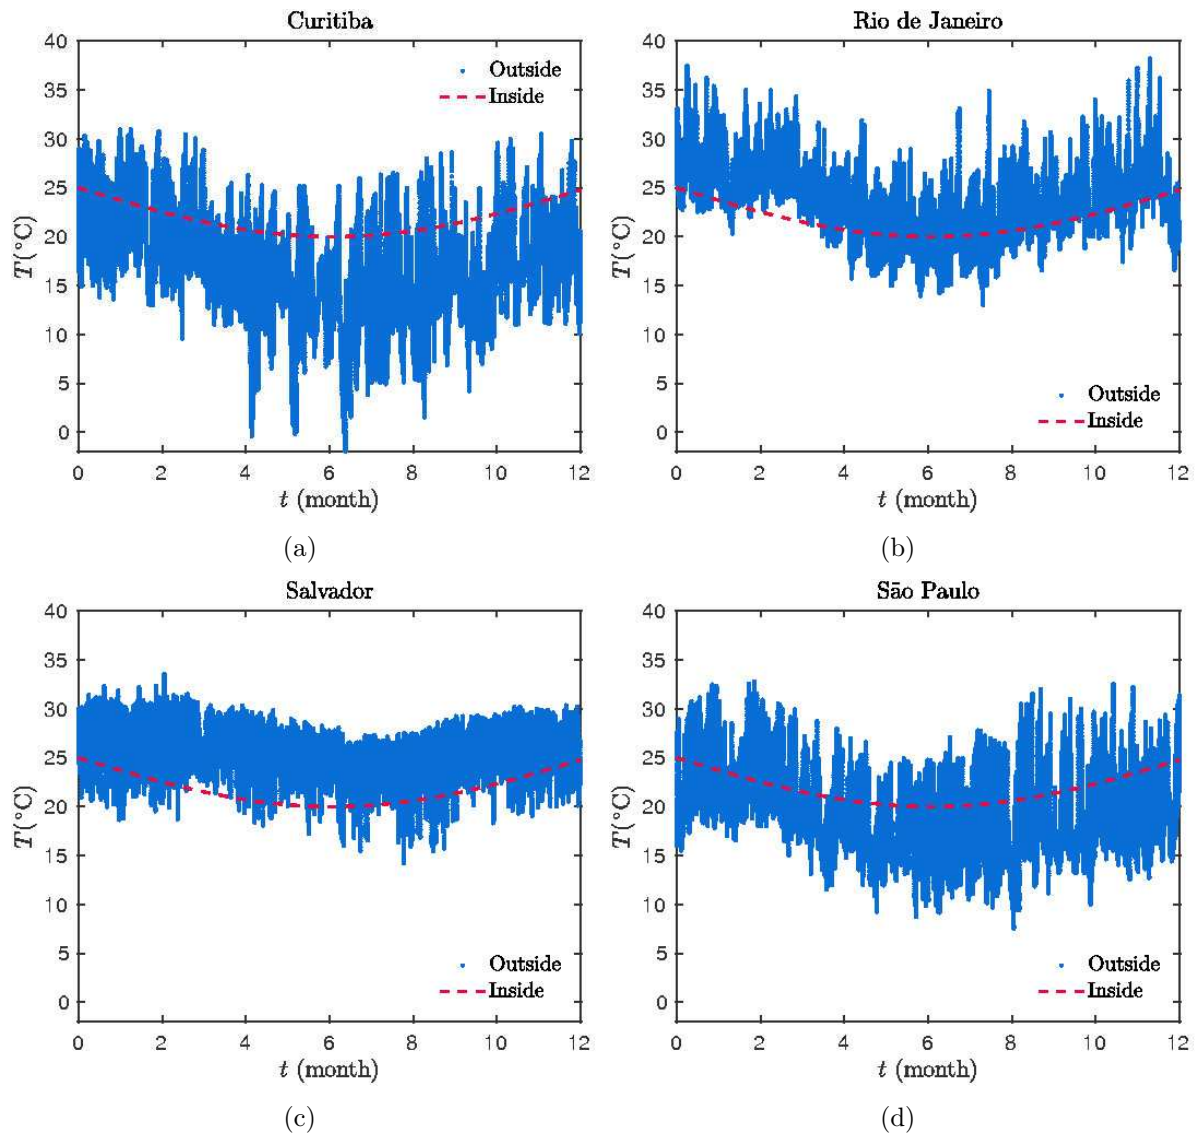 Curitiba
40
35
30
25
20
15
10
5
0
T(°C)
Outside
Inside
0 2 4 6 8 10 12
t (month)
(a)
Rio de Janeiro
40
35
30
25
20
15
10
5
0
T(°C)
Outside
Inside
0 2 4 6 8 10 12
t (month)
(b)
Salvador
40
35
30
25
20
15
10
5
0
T(°C)
Outside
Inside
0 2 4 6 8 10 12
t (month)
(c)
São Paulo
40
35
30
25
20
15
10
5
0
T(°C)
Outside
Inside
0 2 4 6 8 10 12
t (month)
(d)